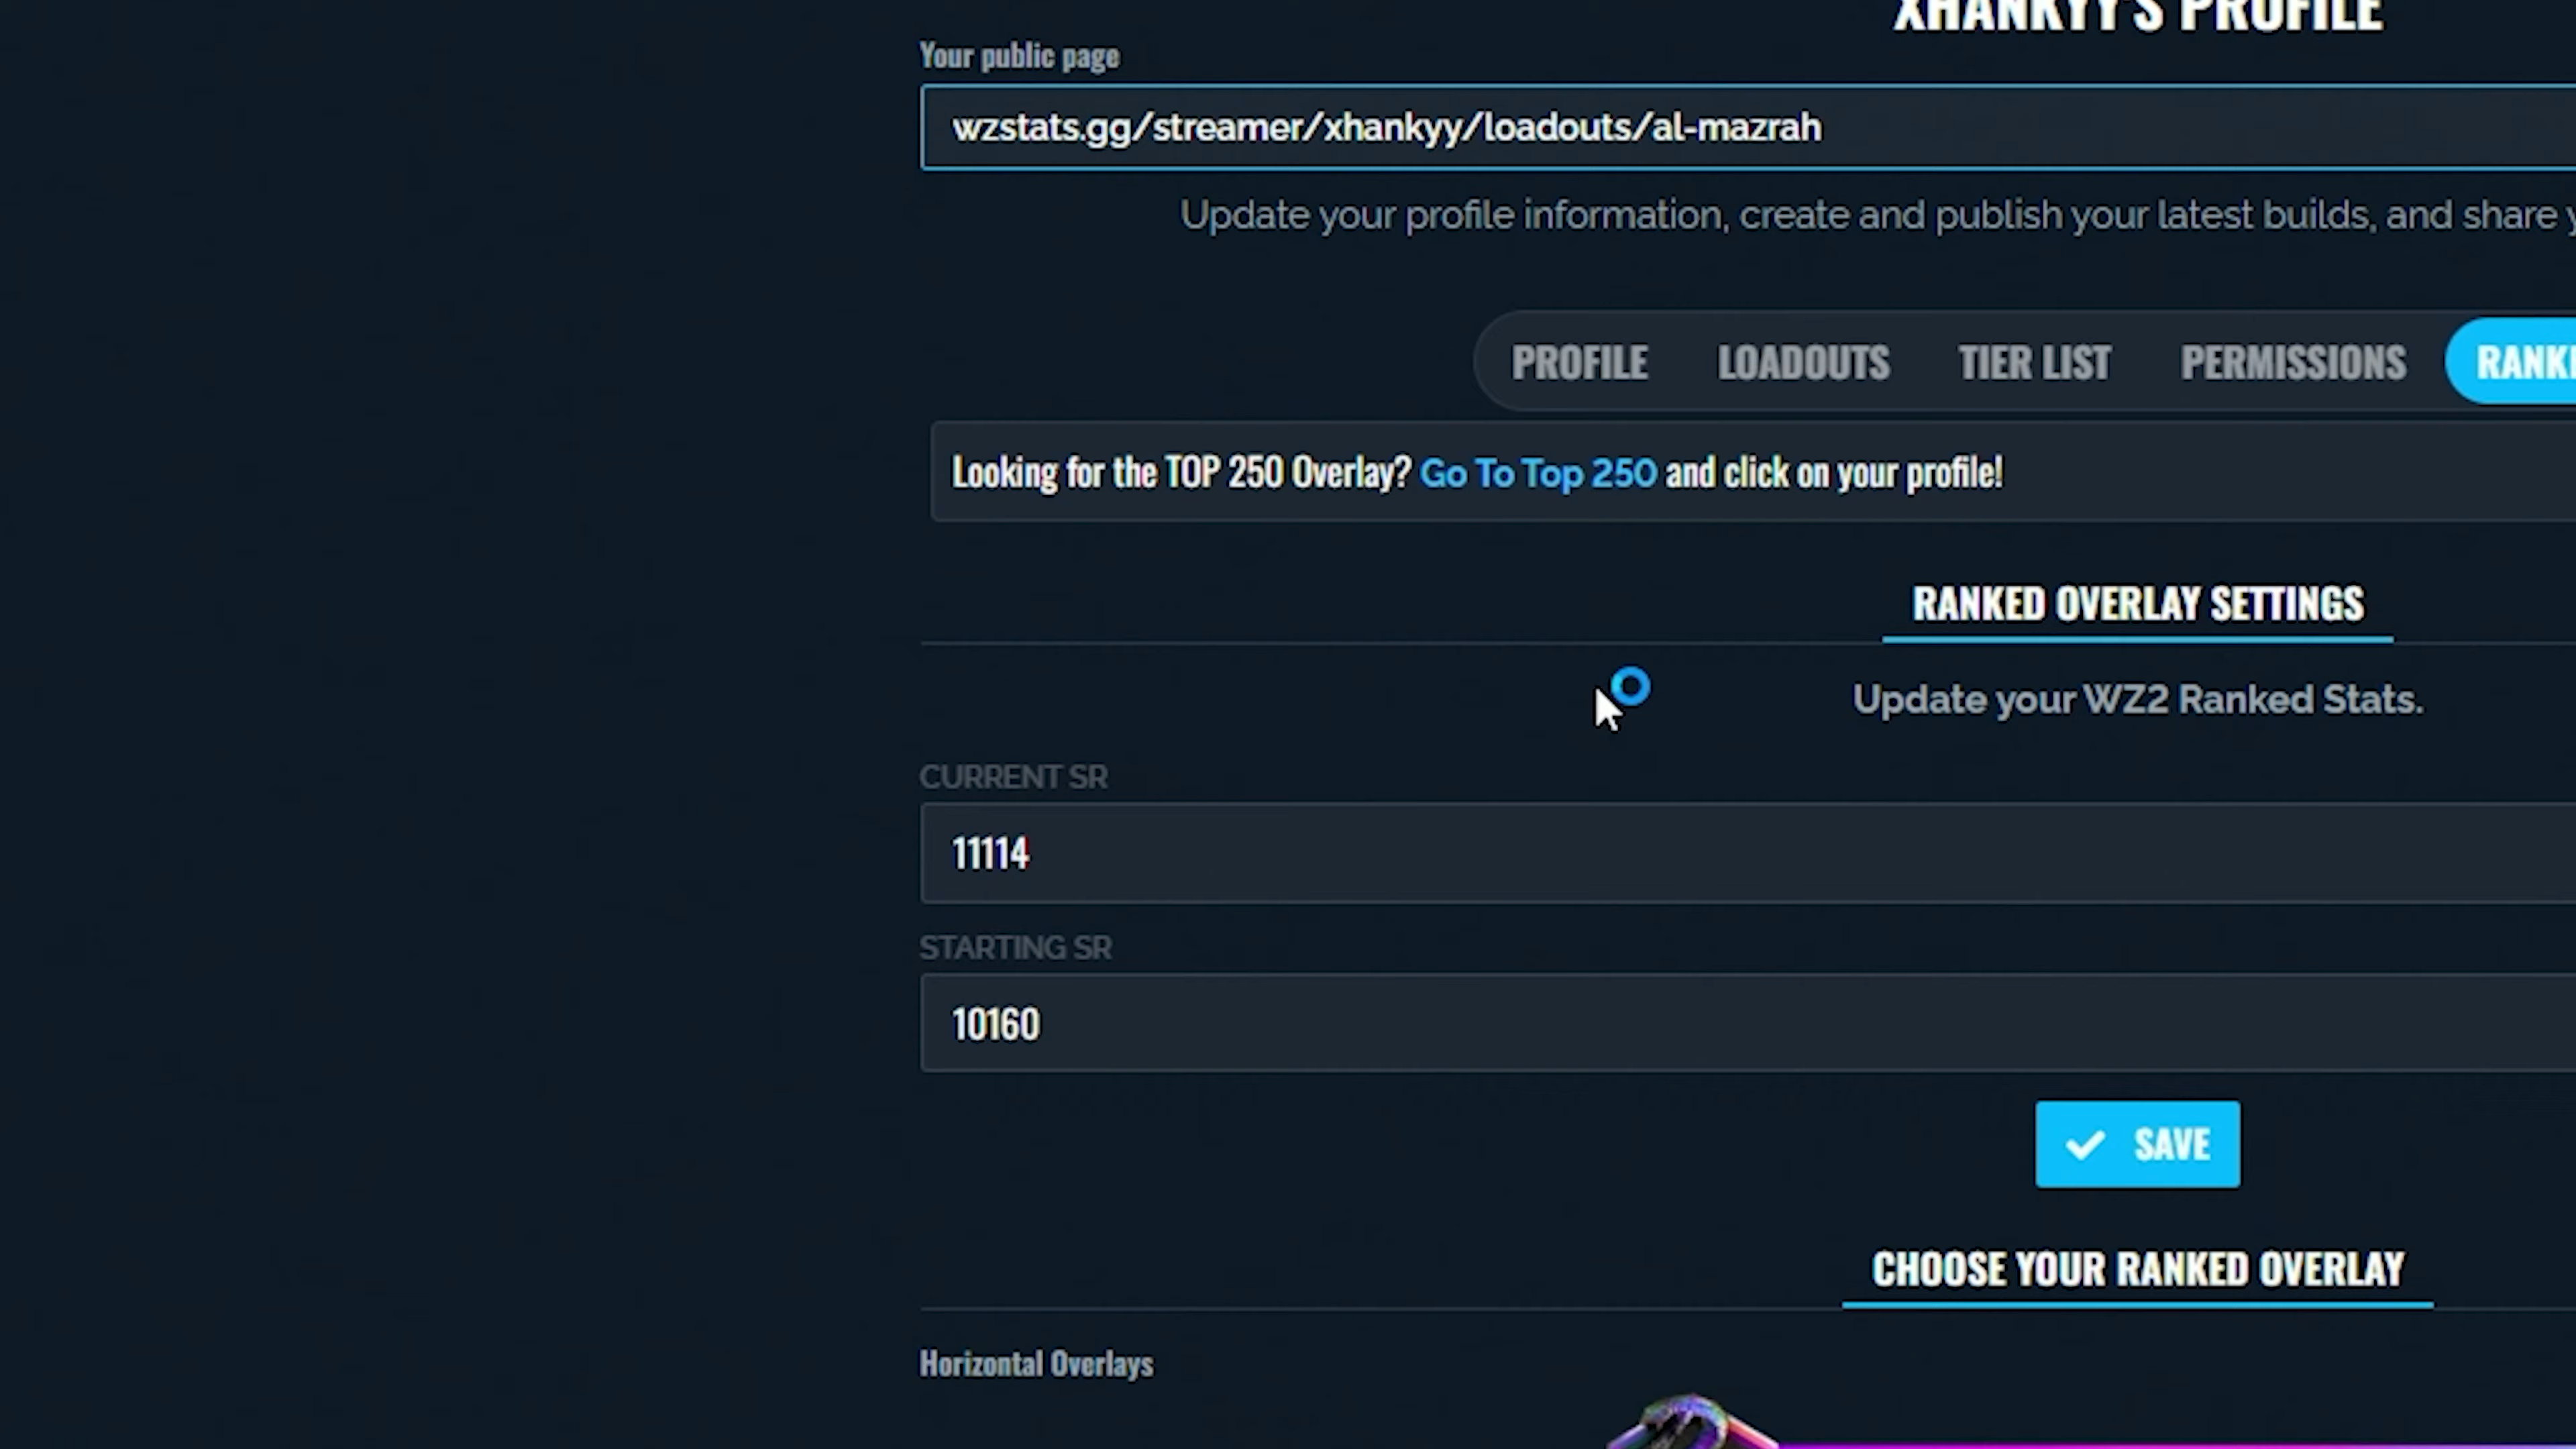 XHANKYY'S PROFILE
Your public page
wzstats.gg/streamer/xhankyy/loadouts/al-mazrah
Update your profile information, create and publish your latest builds, and share
PROFILE LOADOUTS TIER LIST PERMISSIONS
Looking for the TOP 250 Overlay? Go To Top 250 and click on your profile!
RANKED OVERLAY SETTINGS
Update your WZ2 Ranked Stats.
CURRENT SR
11114
STARTING SR
10160
SAVE
CHOOSE YOUR RANKED OVERLAY
Horizontal Overlays